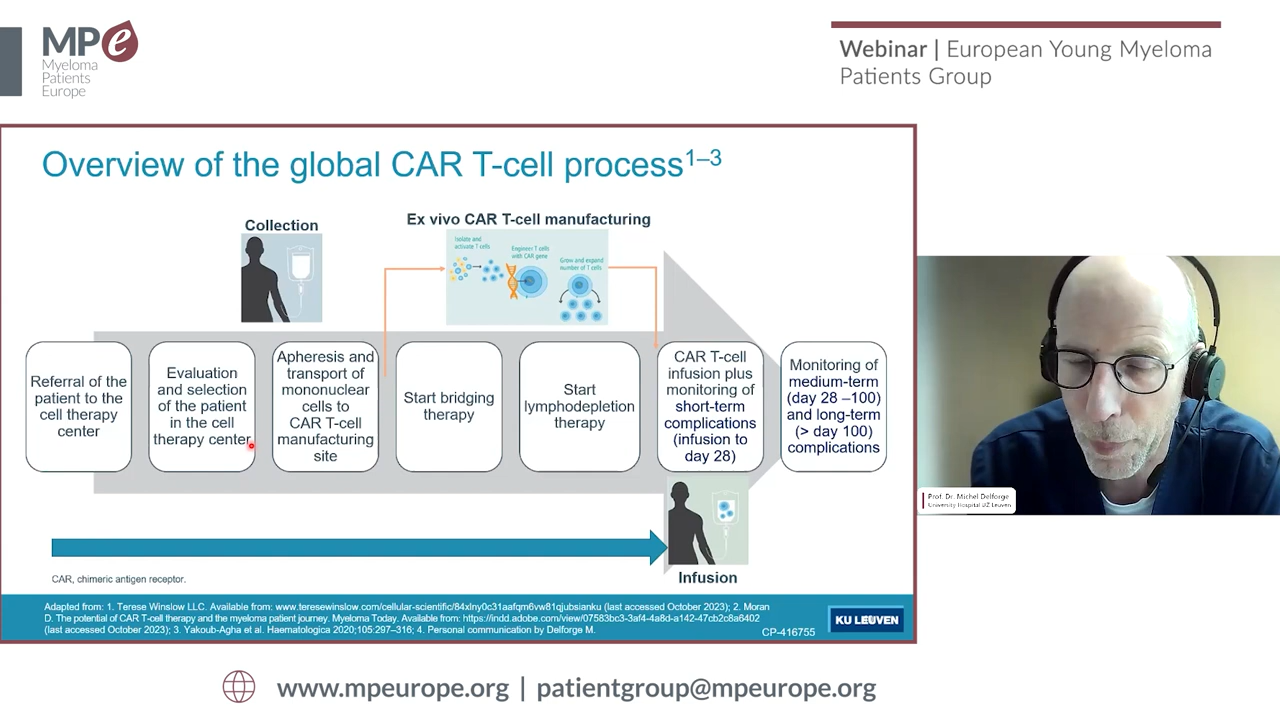 MPe
Myeloma
Patients
Europe
Webinar | European Young Myeloma
Patients Group
Overview of the global CAR T-cell process1–3
Collection
Ex vivo CAR T-cell manufacturing
Isolate and
activate T cells
Engineer T cells
with CAR gene
Grow and expand
number of T cells
Referral of the
patient to the
cell therapy
center
Evaluation
and selection
of the patient
in the cell
therapy center
Apheresis and
transport of
mononuclear
cells to
CAR T-cell
manufacturing
site
Start bridging
therapy
Start
lymphodepletion
therapy
CAR T-cell
infusion plus
monitoring of
short-term
complications
(infusion to
day 28)
Monitoring of
medium-term
(day 28 –100)
and long-term
(> day 100)
complications
Infusion
CAR, chimeric antigen receptor.
Adapted from: 1. Terese Winslow LLC. Available from: www.teresewinslow.com/cellular-scientific/84xlny0c31aafqm6vw81qjubsianku (last accessed October 2023); 2. Moran
D. The potential of CAR T-cell therapy and the myeloma patient journey. Myeloma Today. Available from: https://indd.adobe.com/view/07583bc3-3af4-4a8d-a142-47cb2c8a6402
(last accessed October 2023); 3. Yakoub-Agha et al. Haematologica 2020;105:297–316; 4. Personal communication by Delforge M.
CP-416755
KU LEUVEN
Prof. Dr. Michel Delforge
University Hospital UZ Leuven
www.mpeurope.org | patientgroup@mpeurope.org